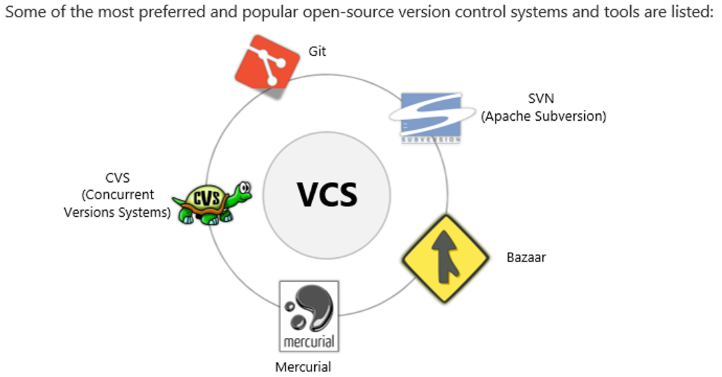 Some of the most preferred and popular open-source version control systems and tools are listed:
Git
SVN
(Apache Subversion)
SUBVERSION
CVS
(Concurrent
Versions Systems)
CVS
VCS
Bazaar
mercurial
Mercurial